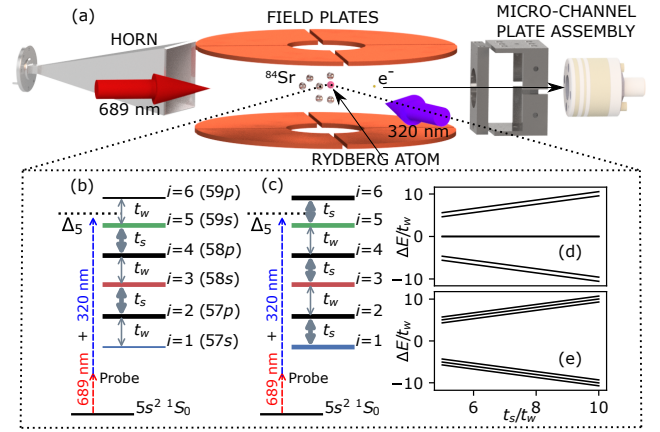 (a)
HORN
FIELD PLATES
MICRO-CHANNEL
PLATE ASSEMBLY
⁸⁴Sr
e⁻
689 nm
320 nm
RYDBERG ATOM
(b)
i=6 (59p)
t_w
Δ₅
i=5 (59s)
t_s
i=4 (58p)
t_w
i=3 (58s)
t_s
i=2 (57p)
t_w
i=1 (57s)
689 nm + 320 nm
Probe
5s² ¹S₀
(c)
i=6
t_s
Δ₅
i=5
t_w
i=4
t_s
i=3
t_w
i=2
t_s
i=1
689 nm + 320 nm
Probe
5s² ¹S₀
ΔE/t_w
10
0
−10
(d)
ΔE/t_w
10
0
−10
(e)
6
8
10
t_s/t_w